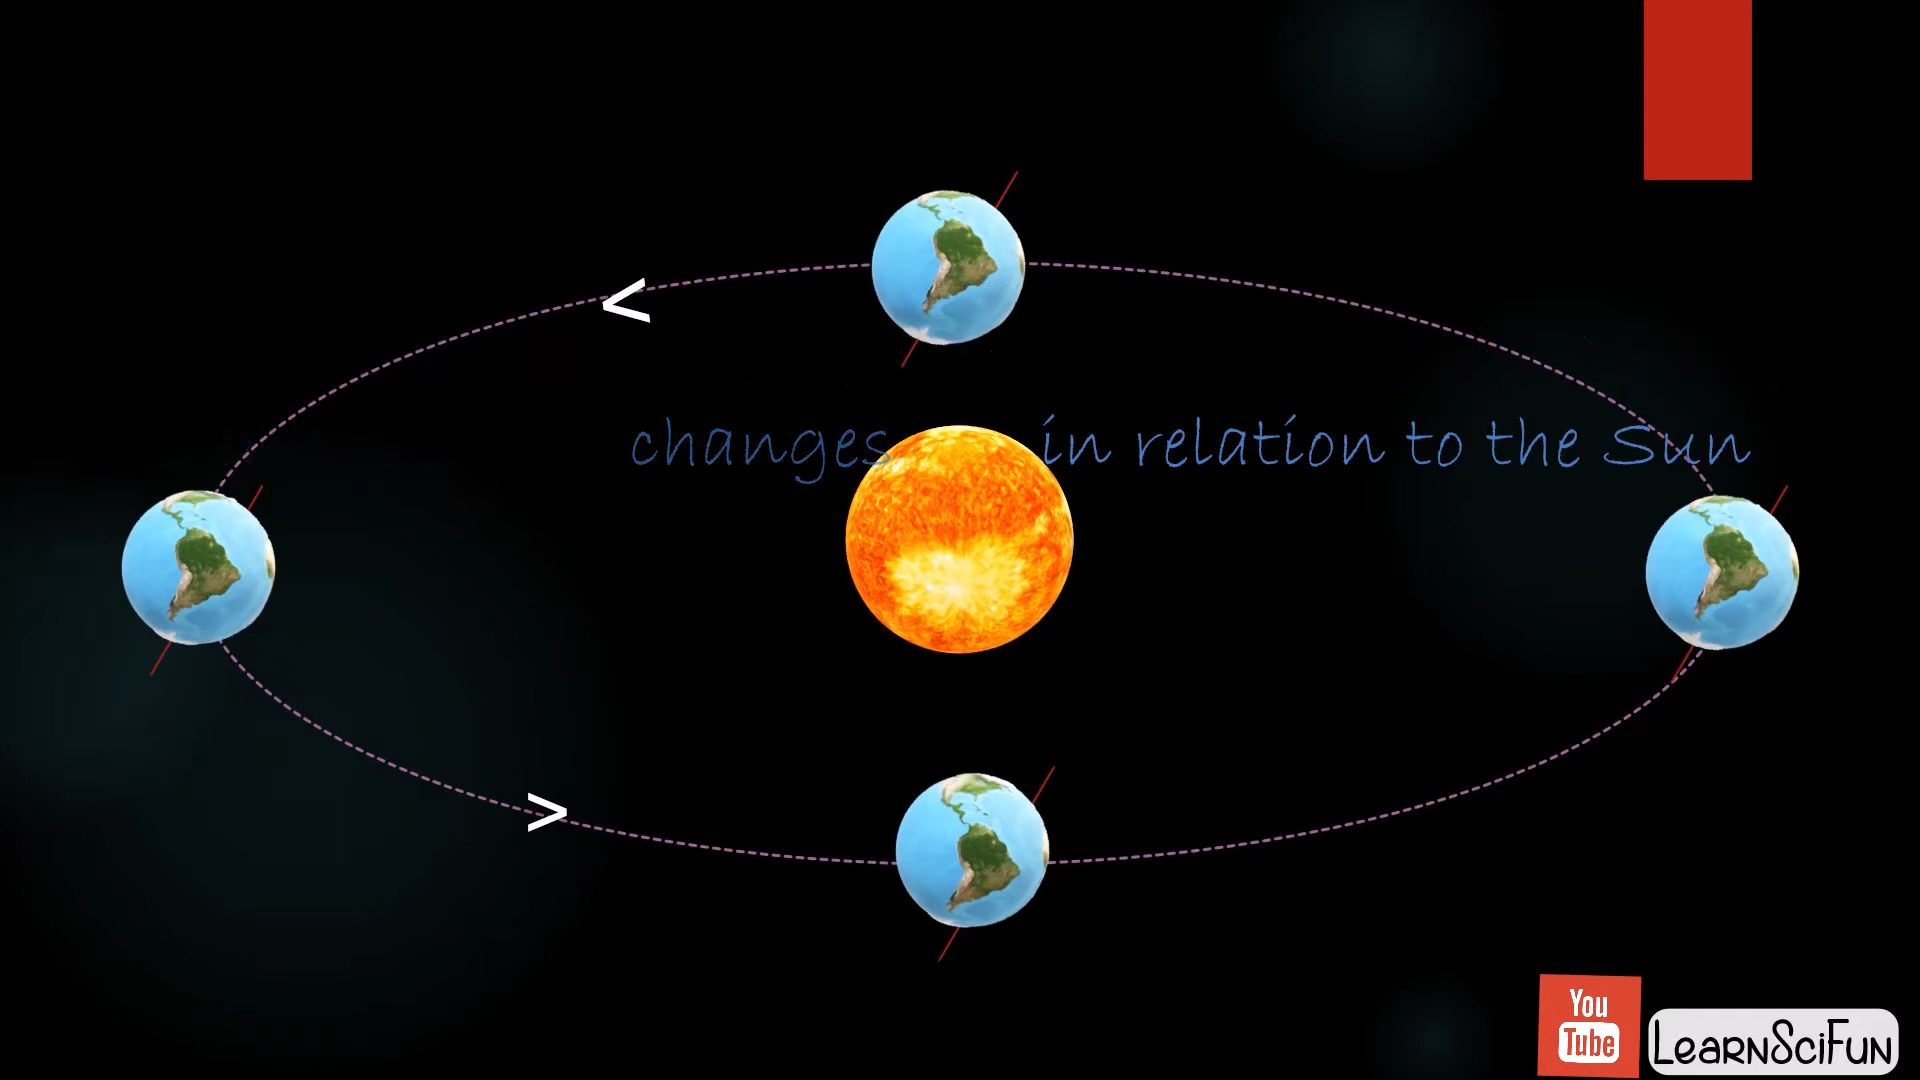 <
changes in relation to the Sun
>
You
Tube
LearnSciFun